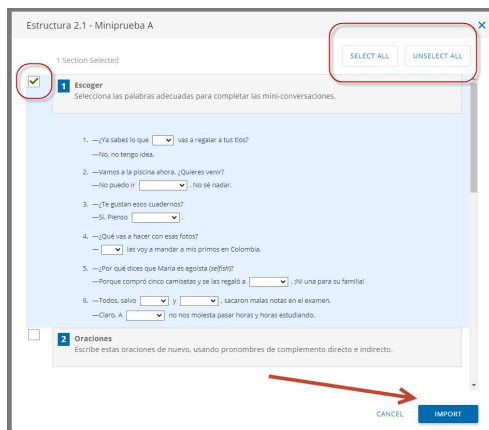 Estructura 2.1 - Miniprueba A
×
1 Section Selected
SELECT ALL
UNSELECT ALL
1 Escoger
Selecciona las palabras adecuadas para completar las mini-conversaciones.
1. —¿Ya sabes lo que vas a regalar a tus tíos?
—No, no tengo idea.
2. —Vamos a la piscina ahora. ¿Quieres venir?
—No puedo ir . No sé nadar.
3. —¿Te gustan esos cuadernos?
—Sí. Pienso .
4. —¿Qué vas a hacer con esas fotos?
— las voy a mandar a mis primos en Colombia.
5. —¿Por qué dices que María es egoísta (selfish)?
—Porque compró cinco camisetas y se las regaló a . ¡Ni una para su familia!
6. —Todos, salvo y , sacaron malas notas en el examen.
—Claro. A no nos molesta pasar horas y horas estudiando.
2 Oraciones
Escribe estas oraciones de nuevo, usando pronombres de complemento directo e indirecto.
CANCEL
IMPORT